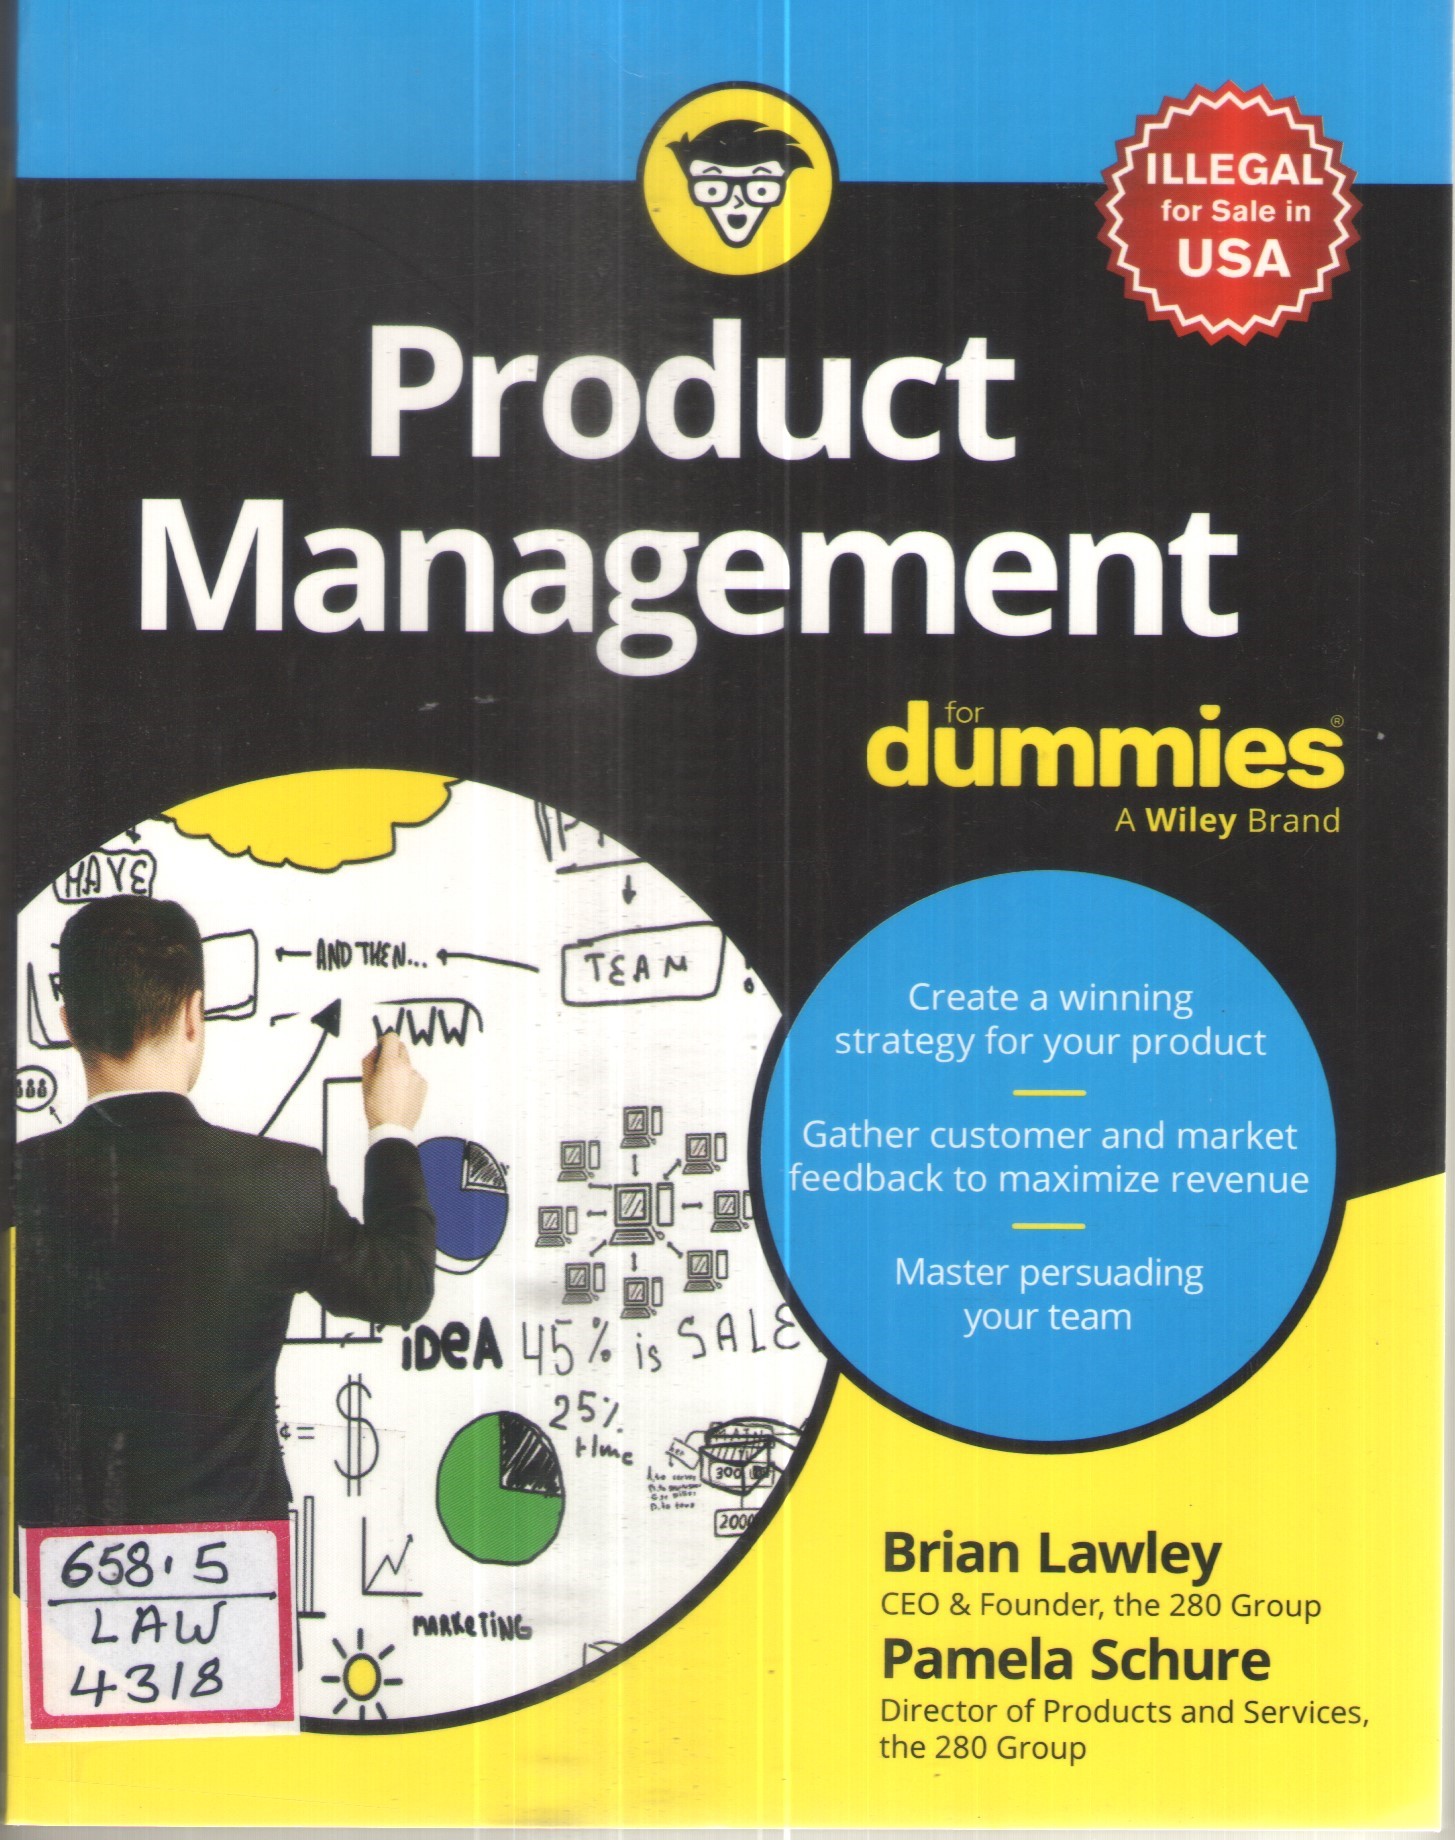 ILLEGAL
for Sale in
USA
Product
Management
for
dummies®
A Wiley Brand
HAVE
AND THEN...
TEAM
WWW
Create a winning
strategy for your product
Gather customer and market
feedback to maximize revenue
Master persuading
your team
iDeA
45% is SALE
25%
time
$
MARKETiNG
658.5
LAW
4318
Brian Lawley
CEO & Founder, the 280 Group
Pamela Schure
Director of Products and Services,
the 280 Group